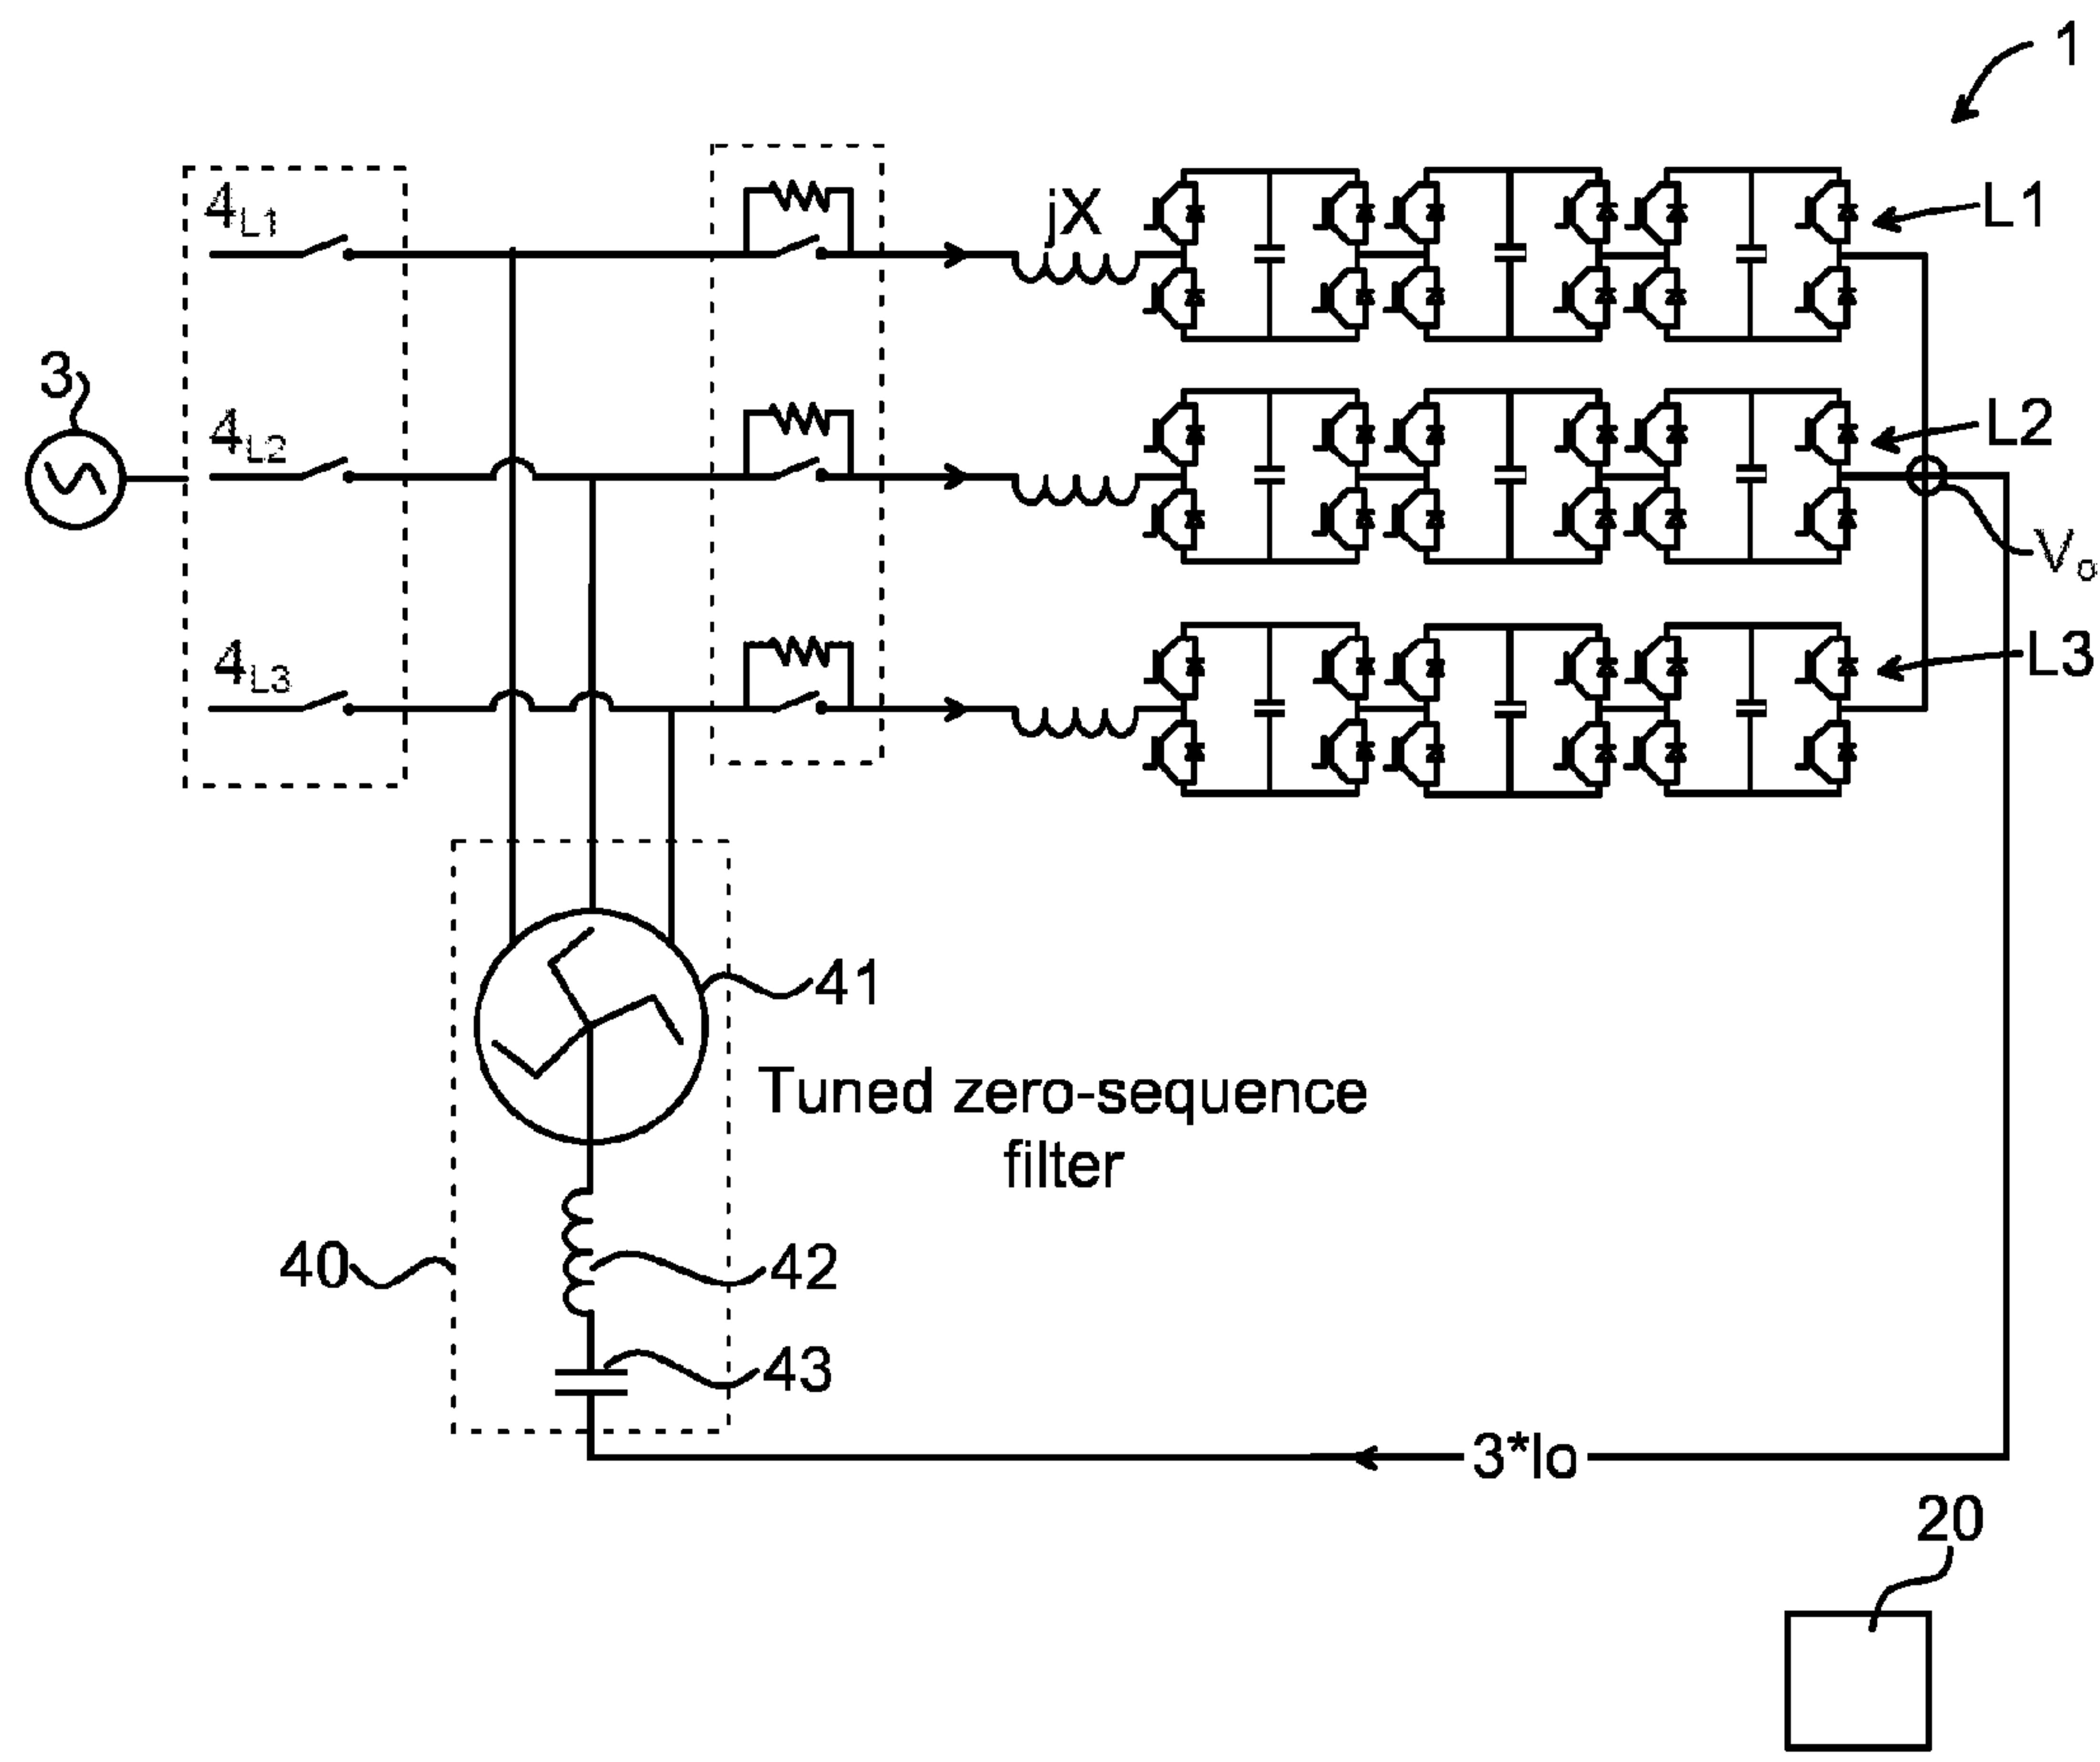 1
4L1
jX
L1
3
4L2
L2
Vo
4L3
L3
41
Tuned zero-sequence
filter
40
42
43
3*Io
20